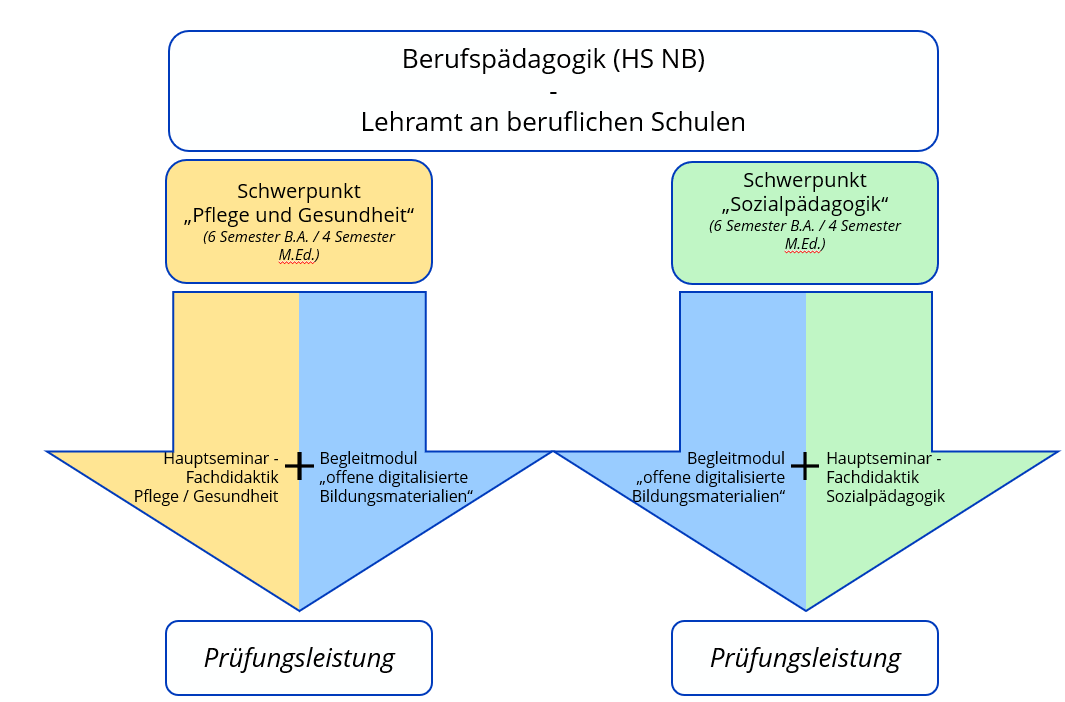 Berufspädagogik (HS NB)
-
Lehramt an beruflichen Schulen
Schwerpunkt
„Pflege und Gesundheit“
(6 Semester B.A. / 4 Semester
M.Ed.)
Schwerpunkt
„Sozialpädagogik“
(6 Semester B.A. / 4 Semester
M.Ed.)
Hauptseminar -
Fachdidaktik
Pflege / Gesundheit
+
Begleitmodul
„offene digitalisierte
Bildungsmaterialien“
Begleitmodul
„offene digitalisierte
Bildungsmaterialien“
+
Hauptseminar -
Fachdidaktik
Sozialpädagogik
Prüfungsleistung
Prüfungsleistung